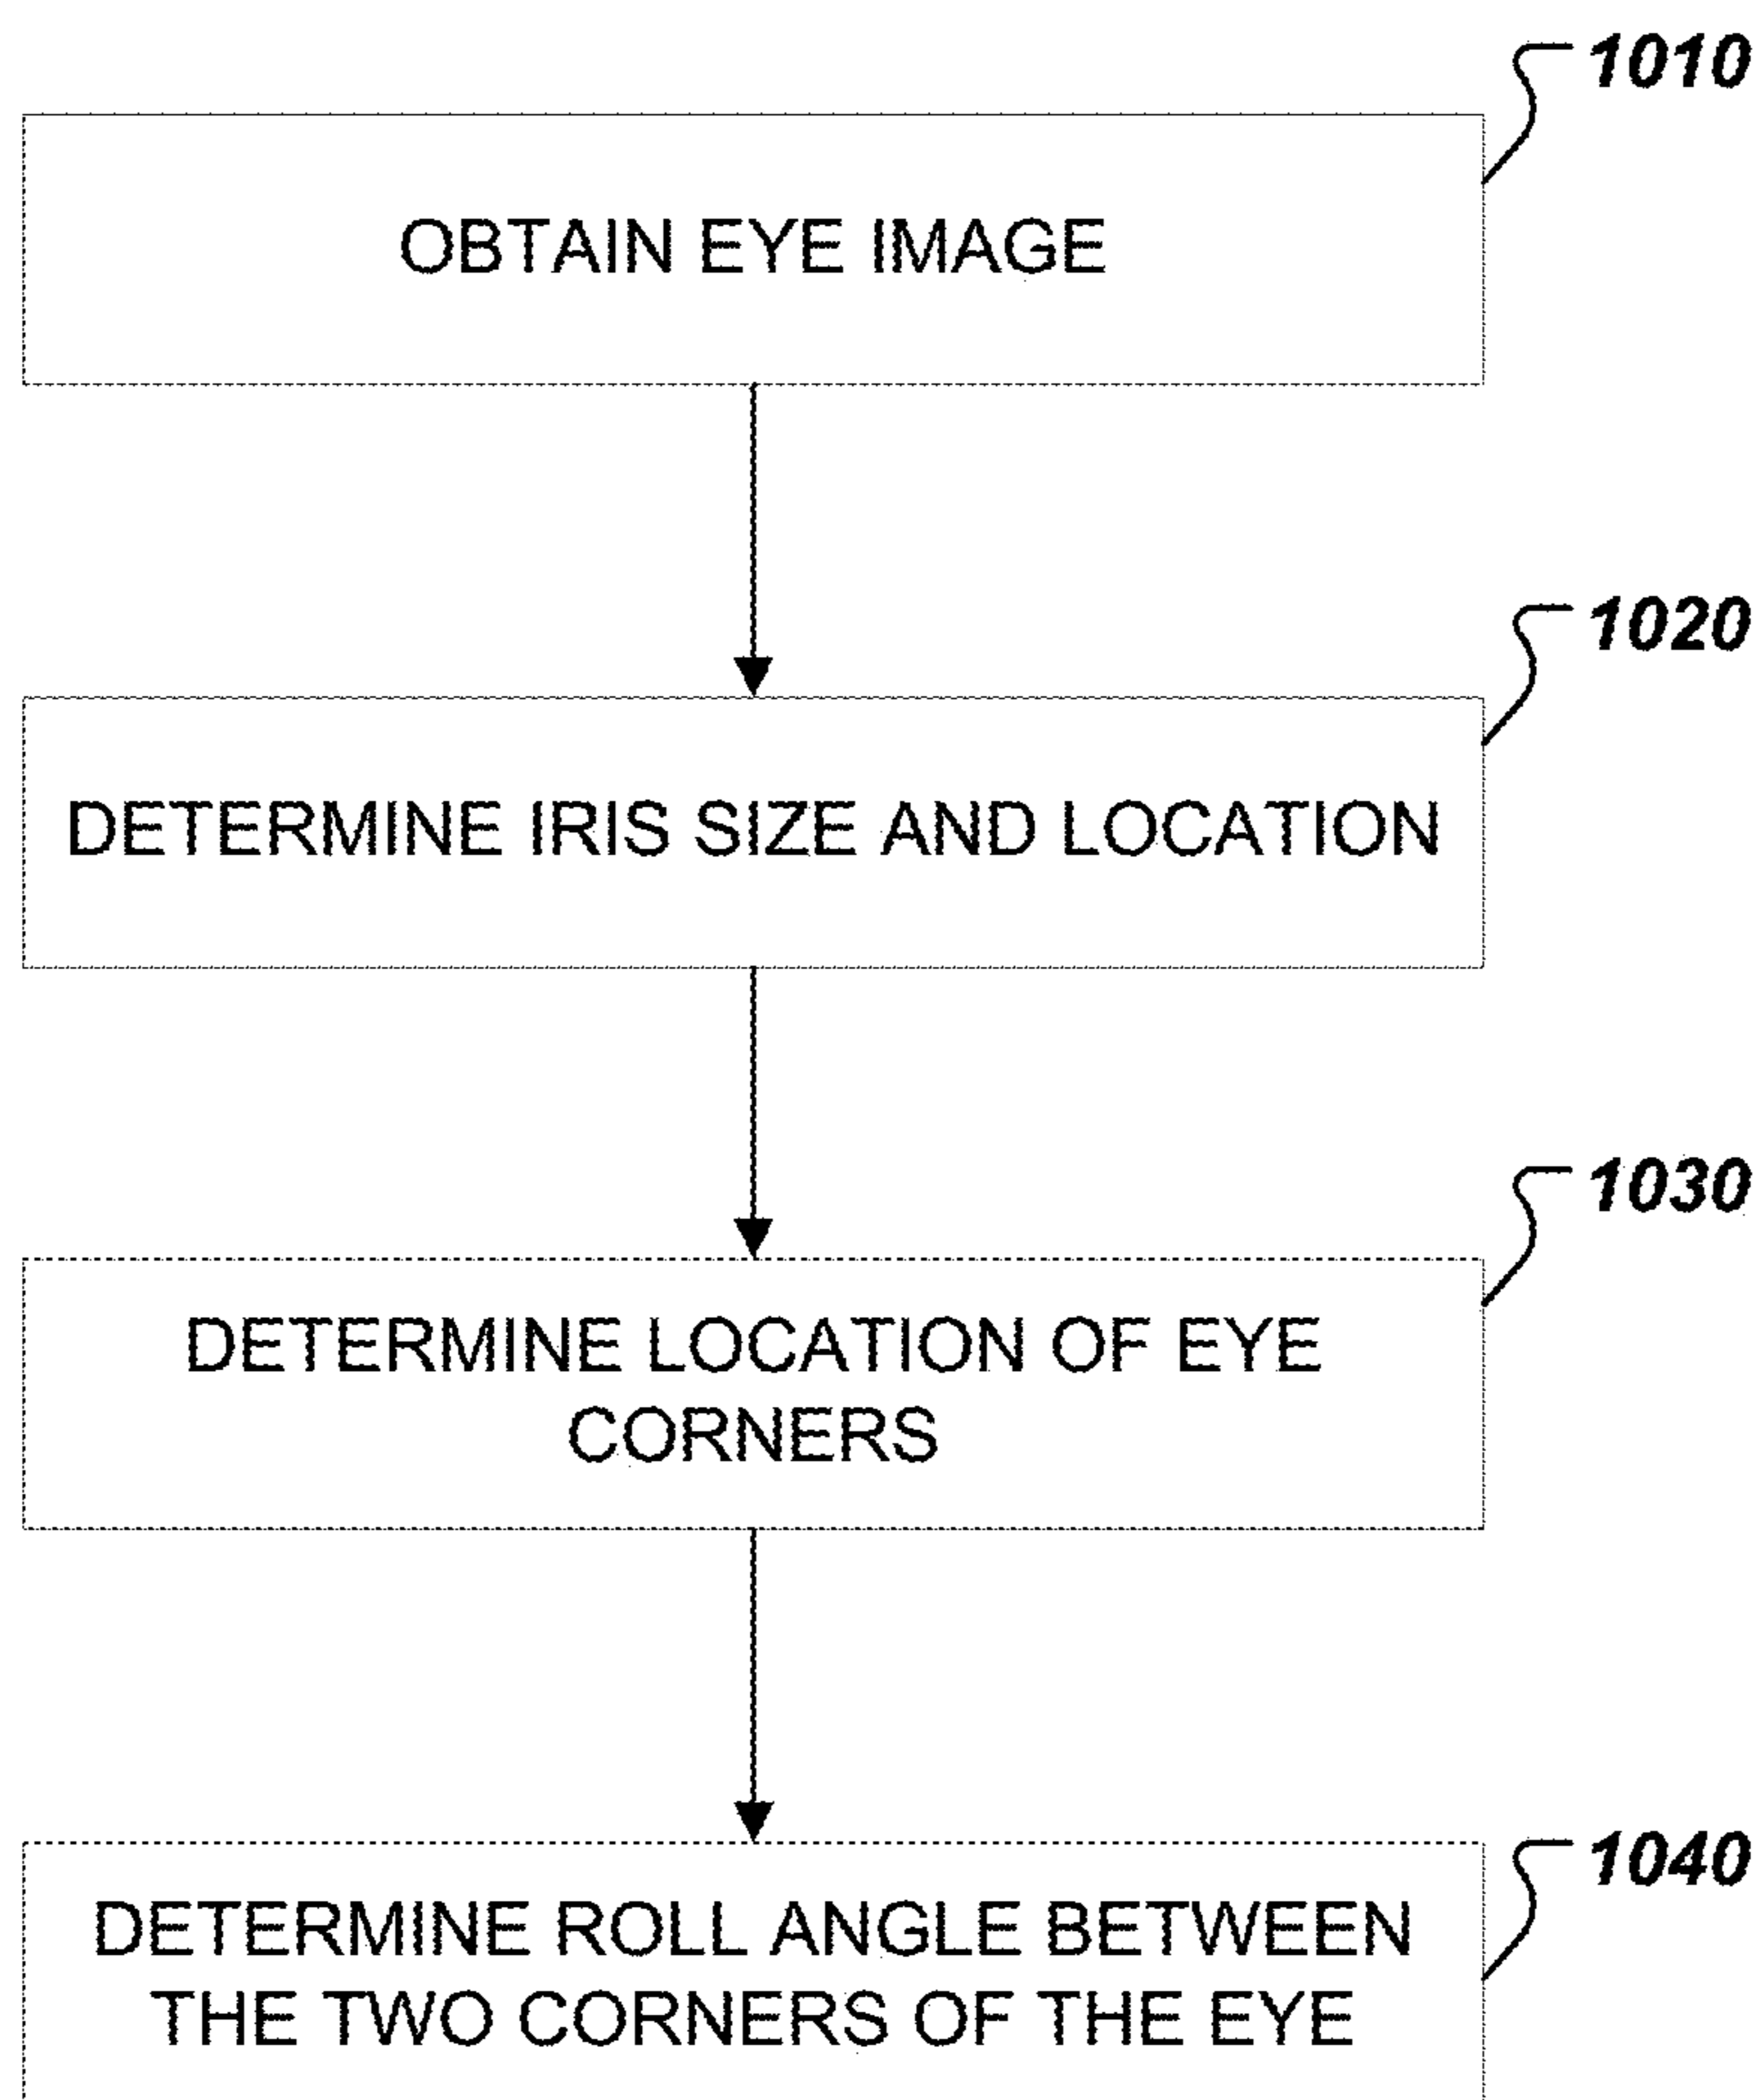 1010
OBTAIN EYE IMAGE
1020
DETERMINE IRIS SIZE AND LOCATION
1030
DETERMINE LOCATION OF EYE
CORNERS
1040
DETERMINE ROLL ANGLE BETWEEN
THE TWO CORNERS OF THE EYE